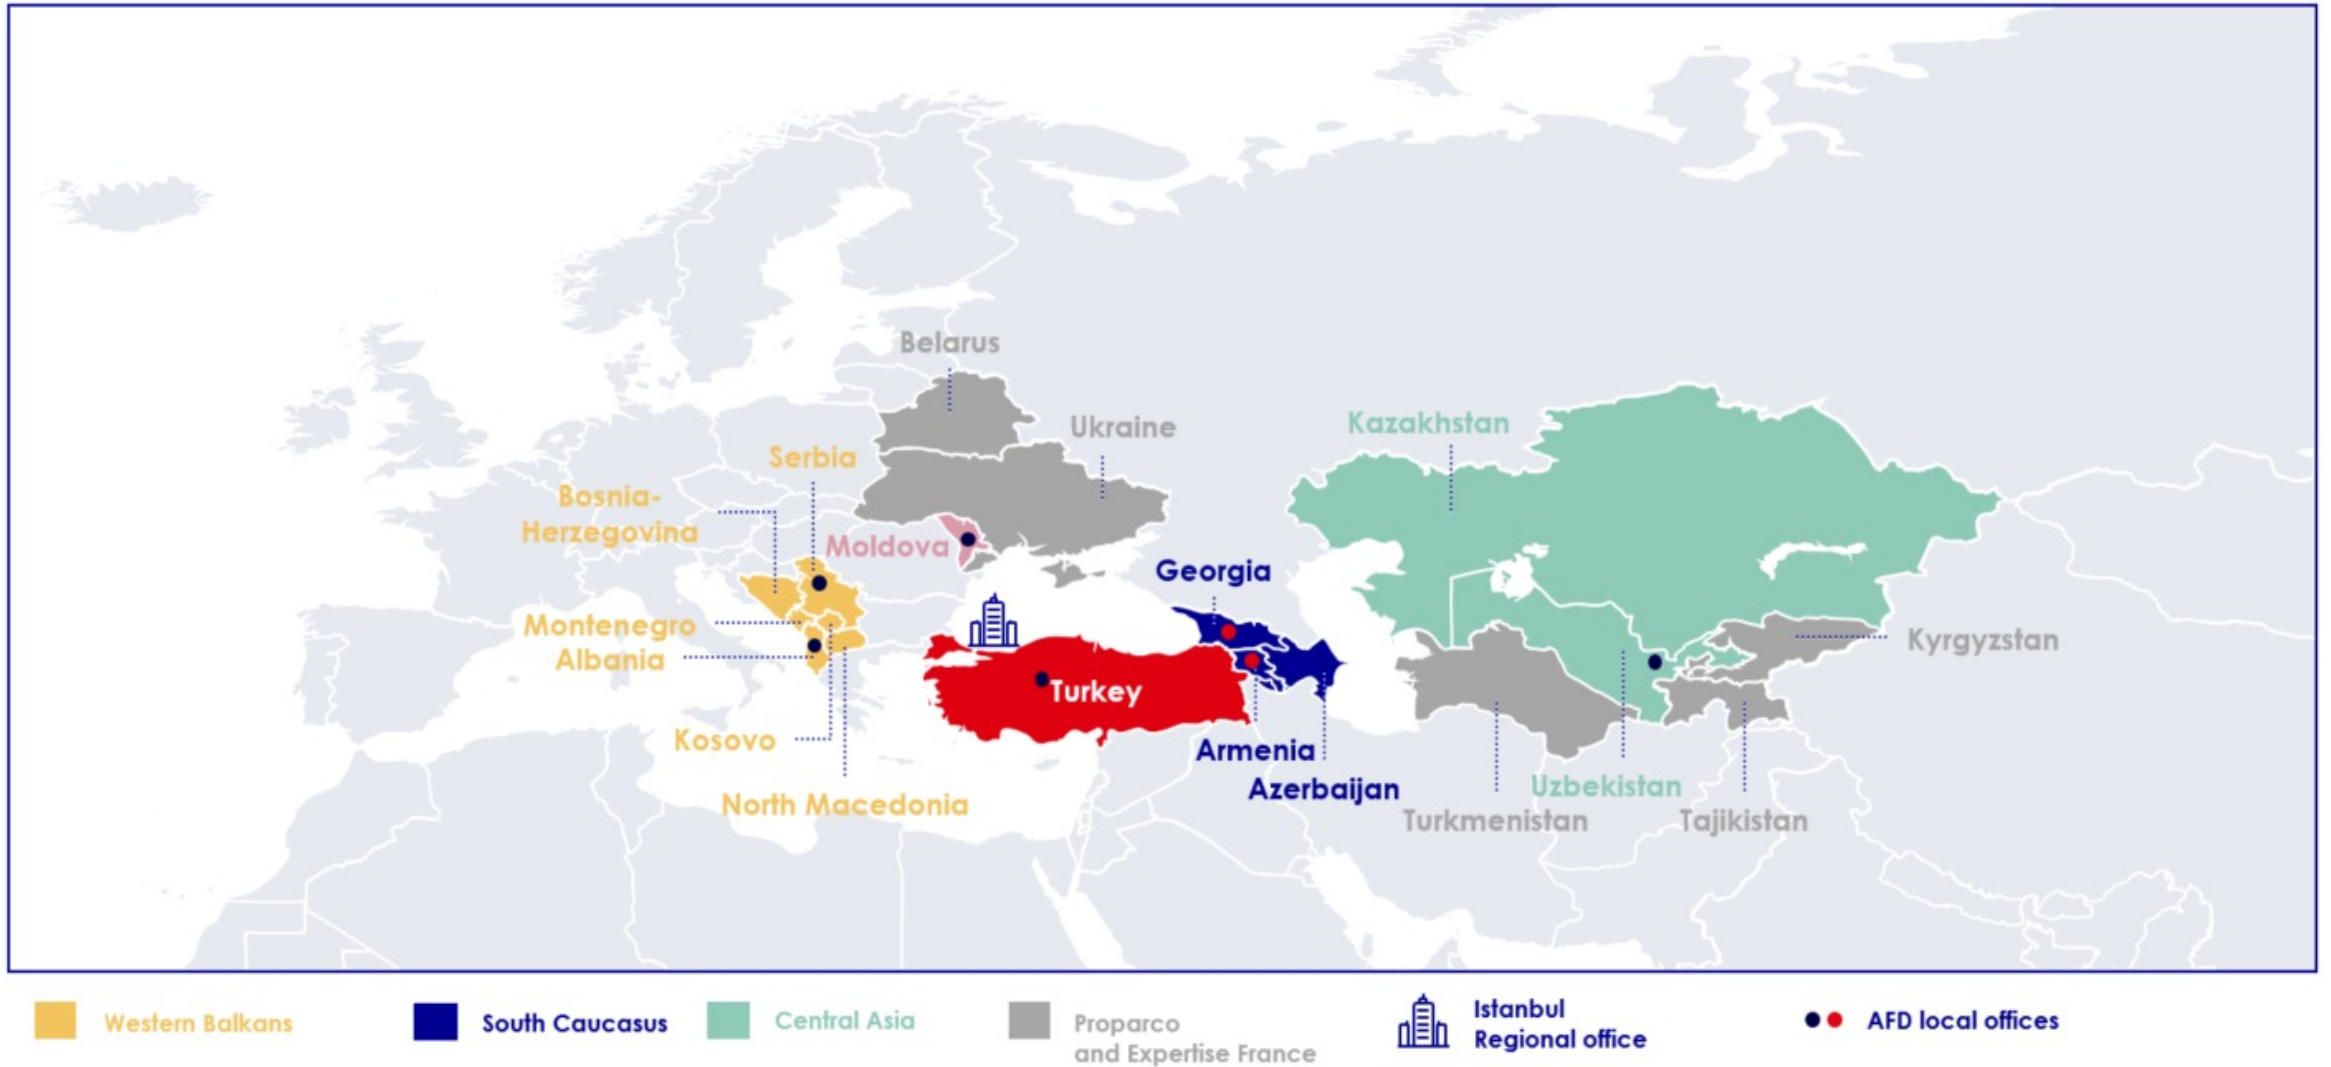 Belarus
Ukraine
Kazakhstan
Serbia
Bosnia-
Herzegovina
Moldova
Georgia
Montenegro
Albania
Kyrgyzstan
Turkey
Kosovo
Armenia
Azerbaijan
Uzbekistan
North Macedonia
Turkmenistan
Tajikistan
Western Balkans
South Caucasus
Central Asia
Proparco
and Expertise France
Istanbul
Regional office
AFD local offices